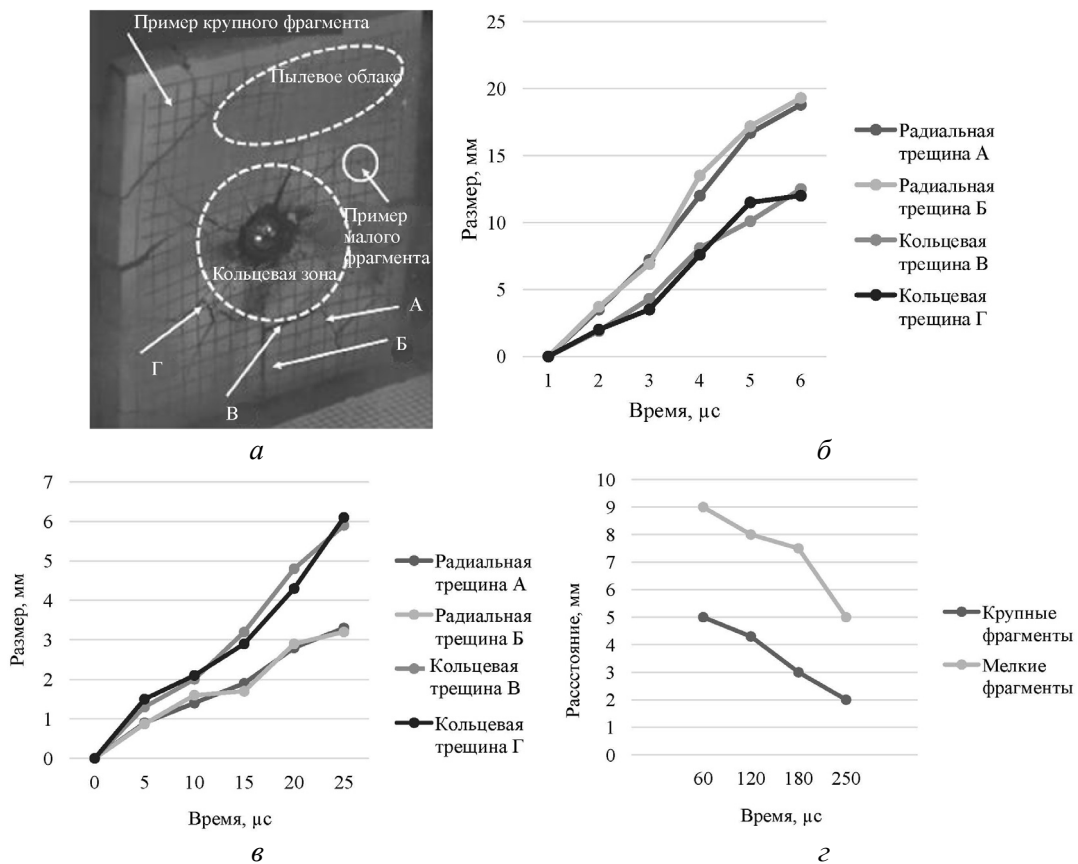 Пример крупного фрагмента
Пылевое облако
Пример
малого
фрагмента
Кольцевая зона
А
Б
Г
В
а
25
20
15
10
5
0
Размер, мм
1 2 3 4 5 6
Время, µс
Радиальная
трещина А
Радиальная
трещина Б
Кольцевая
трещина В
Кольцевая
трещина Г
б
7
6
5
4
3
2
1
0
Размер, мм
0 5 10 15 20 25
Время, µс
Радиальная
трещина А
Радиальная
трещина Б
Кольцевая
трещина В
Кольцевая
трещина Г
в
10
9
8
7
6
5
4
3
2
1
0
Рассстояние, мм
60 120 180 250
Время, µс
Крупные
фрагменты
Мелкие
фрагменты
г